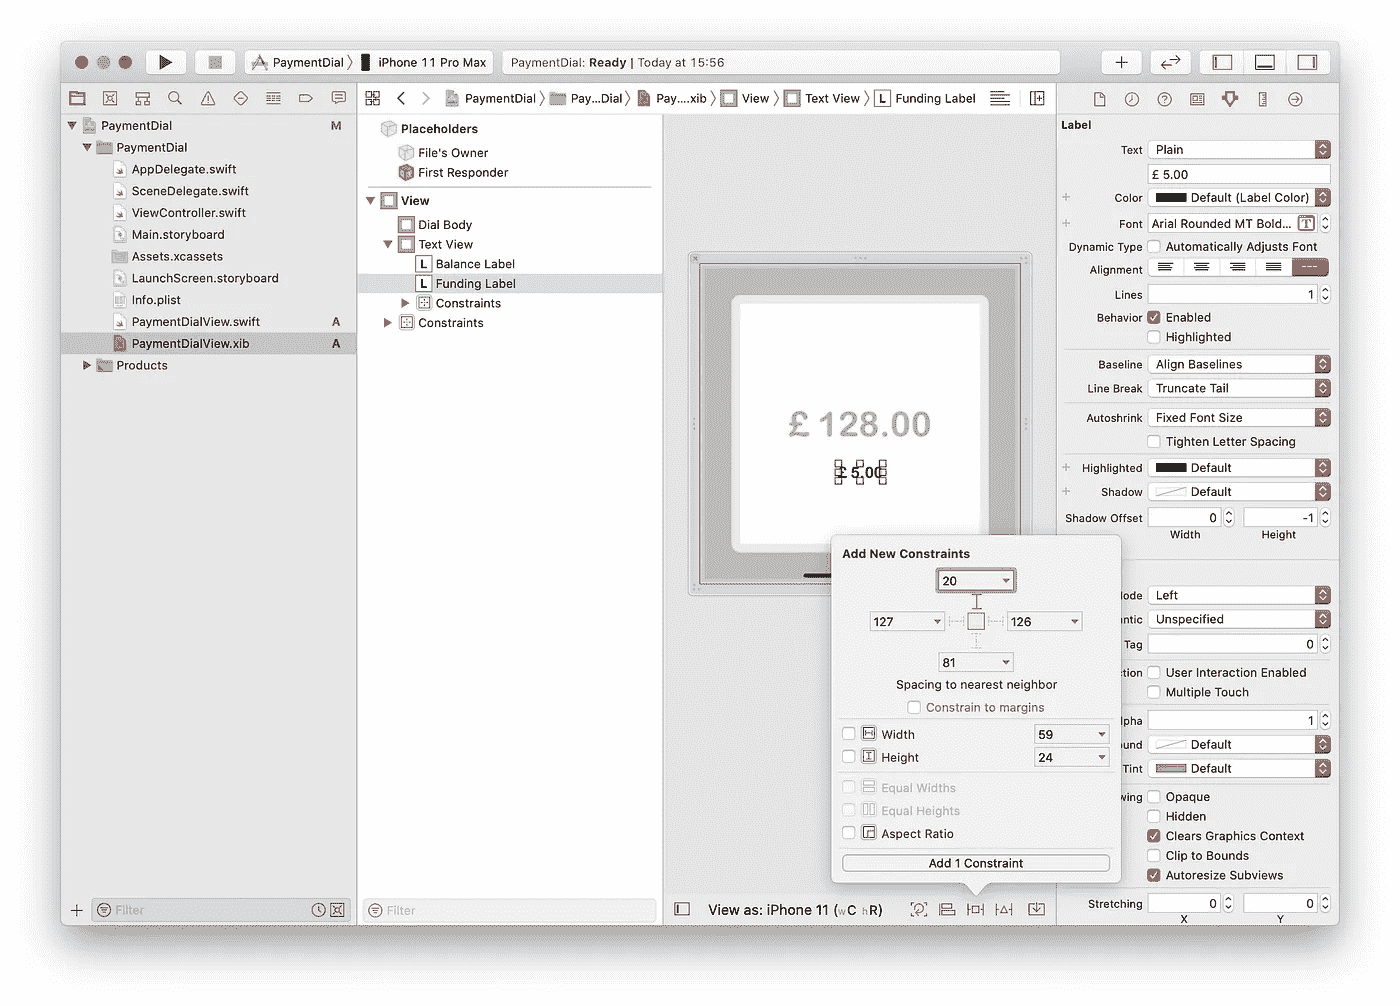 PaymentDial iPhone 11 Pro Max
PaymentDial: Ready | Today at 15:56
PaymentDial Pay...Dial Pay....xib View Text View L Funding Label
PaymentDial M
PaymentDial
AppDelegate.swift
SceneDelegate.swift
ViewController.swift
Main.storyboard
Assets.xcassets
LaunchScreen.storyboard
Info.plist
PaymentDialView.swift A
PaymentDialView.xib A
Products
Filter
Placeholders
File's Owner
First Responder
View
Dial Body
Text View
L Balance Label
L Funding Label
Constraints
Constraints
Filter
£ 128.00
£ 5.00
Add New Constraints
20
127 126
81
Spacing to nearest neighbor
Constrain to margins
Width 59
Height 24
Equal Widths
Equal Heights
Aspect Ratio
Add 1 Constraint
View as: iPhone 11 (wC hR)
Label
Text Plain
£ 5.00
Color Default (Label Color)
Font Arial Rounded MT Bold... T
Dynamic Type Automatically Adjusts Font
Alignment
Lines 1
Behavior Enabled
Highlighted
Baseline Align Baselines
Line Break Truncate Tail
Autoshrink Fixed Font Size
Tighten Letter Spacing
Highlighted Default
Shadow Default
Shadow Offset 0 -1
Width Height
lode Left
ntic Unspecified
Tag 0
tion User Interaction Enabled
Multiple Touch
lpha 1
und Default
Tint Default
wing Opaque
Hidden
Clears Graphics Context
Clip to Bounds
Autoresize Subviews
Stretching 0 0
X Y